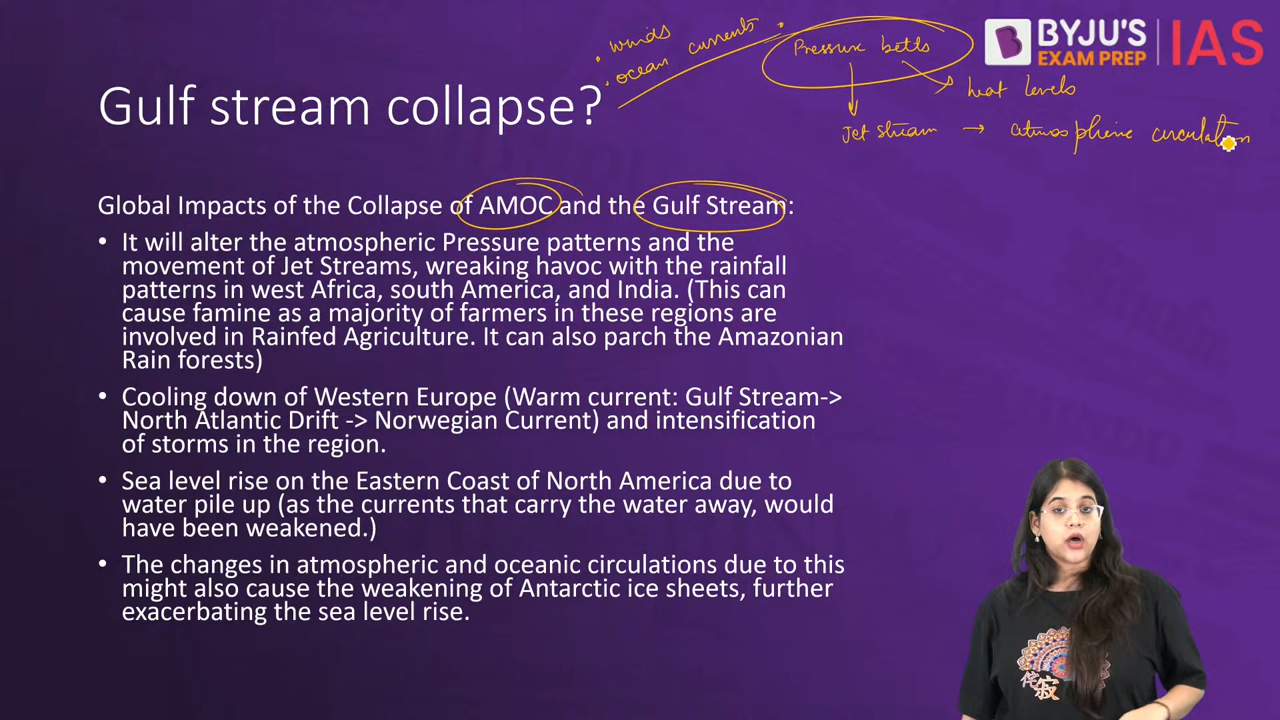 • winds
• ocean currents
• Pressure belts
heat levels
Jet stream → atmospheric circulation
BYJU'S
EXAM PREP
IAS
Gulf stream collapse?
Global Impacts of the Collapse of AMOC and the Gulf Stream:
• It will alter the atmospheric Pressure patterns and the
movement of Jet Streams, wreaking havoc with the rainfall
patterns in west Africa, south America, and India. (This can
cause famine as a majority of farmers in these regions are
involved in Rainfed Agriculture. It can also parch the Amazonian
Rain forests)
• Cooling down of Western Europe (Warm current: Gulf Stream->
North Atlantic Drift -> Norwegian Current) and intensification
of storms in the region.
• Sea level rise on the Eastern Coast of North America due to
water pile up (as the currents that carry the water away, would
have been weakened.)
• The changes in atmospheric and oceanic circulations due to this
might also cause the weakening of Antarctic ice sheets, further
exacerbating the sea level rise.